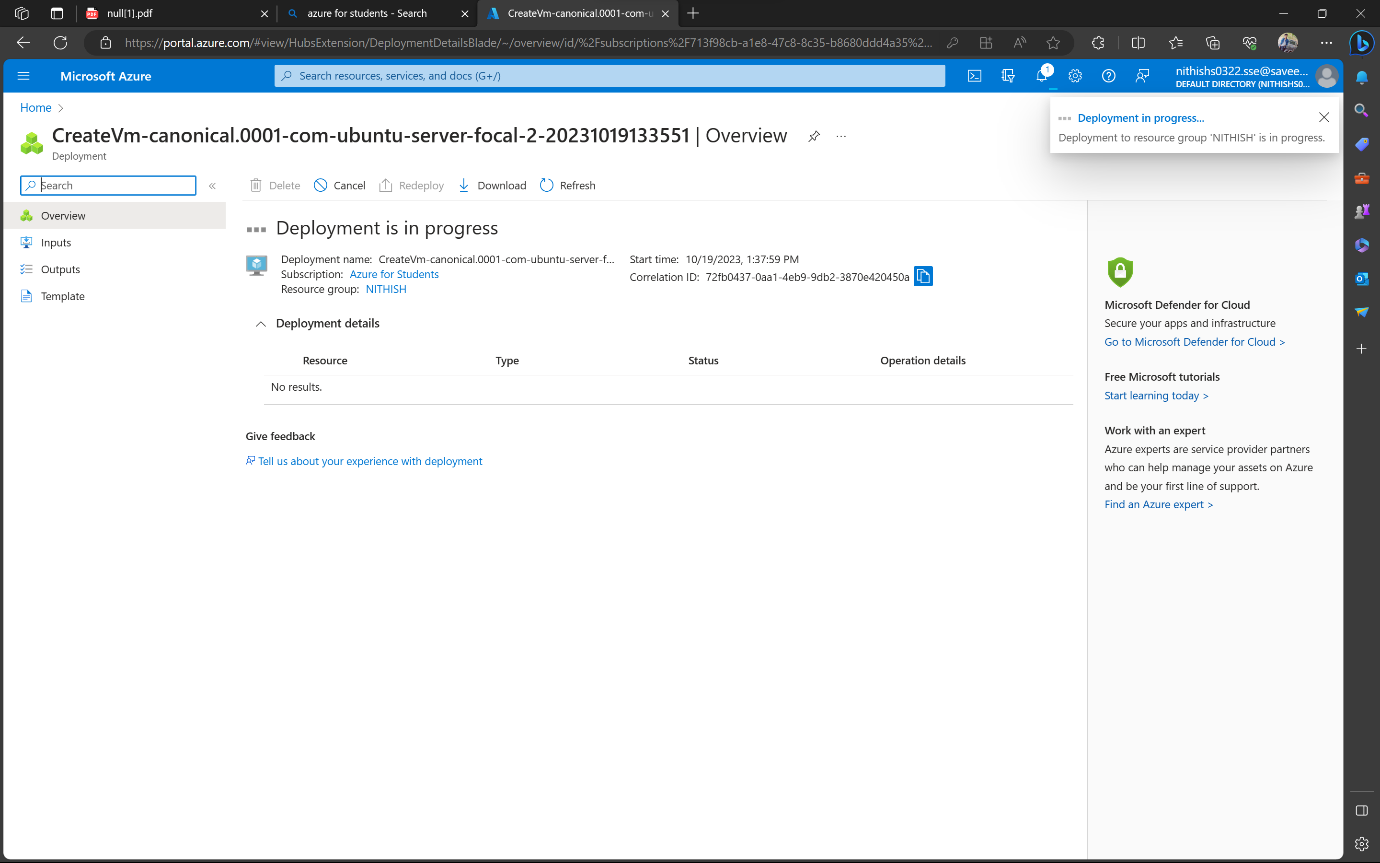 null[1].pdf
azure for students - Search
CreateVm-canonical.0001-com-u
https://portal.azure.com/#view/HubsExtension/DeploymentDetailsBlade/~/overview/id/%2Fsubscriptions%2F713f98cb-a1e8-47c8-8c35-b8680ddd4a35%2...
Microsoft Azure
Search resources, services, and docs (G+/)
1
nithishs0322.sse@savee...
DEFAULT DIRECTORY (NITHISHS0...
Home
CreateVm-canonical.0001-com-ubuntu-server-focal-2-20231019133551 | Overview
Deployment
Deployment in progress...
Deployment to resource group 'NITHISH' is in progress.
Search
Delete
Cancel
Redeploy
Download
Refresh
Overview
Inputs
Outputs
Template
Deployment is in progress
Deployment name: CreateVm-canonical.0001-com-ubuntu-server-f...
Subscription: Azure for Students
Resource group: NITHISH
Start time: 10/19/2023, 1:37:59 PM
Correlation ID: 72fb0437-0aa1-4eb9-9db2-3870e420450a
Deployment details
Resource Type Status Operation details
No results.
Give feedback
Tell us about your experience with deployment
Microsoft Defender for Cloud
Secure your apps and infrastructure
Go to Microsoft Defender for Cloud >
Free Microsoft tutorials
Start learning today >
Work with an expert
Azure experts are service provider partners
who can help manage your assets on Azure
and be your first line of support.
Find an Azure expert >